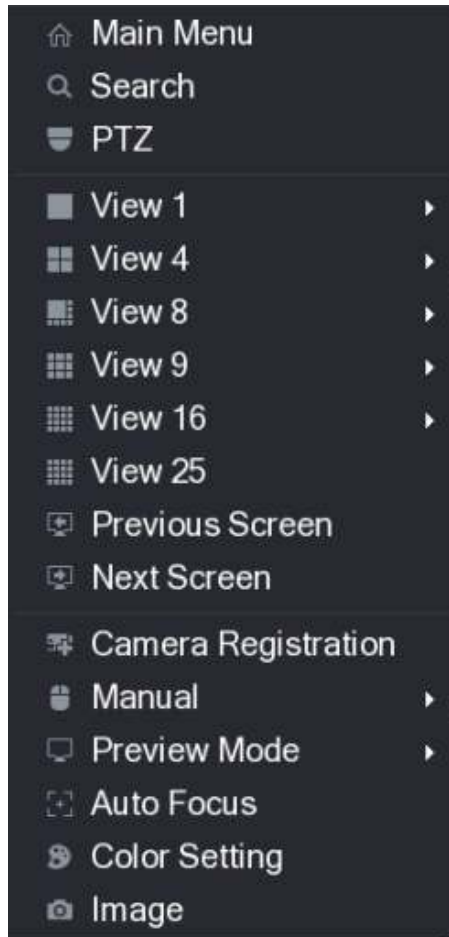 Main Menu
Search
PTZ
View 1
View 4
View 8
View 9
View 16
View 25
Previous Screen
Next Screen
Camera Registration
Manual
Preview Mode
Auto Focus
Color Setting
Image